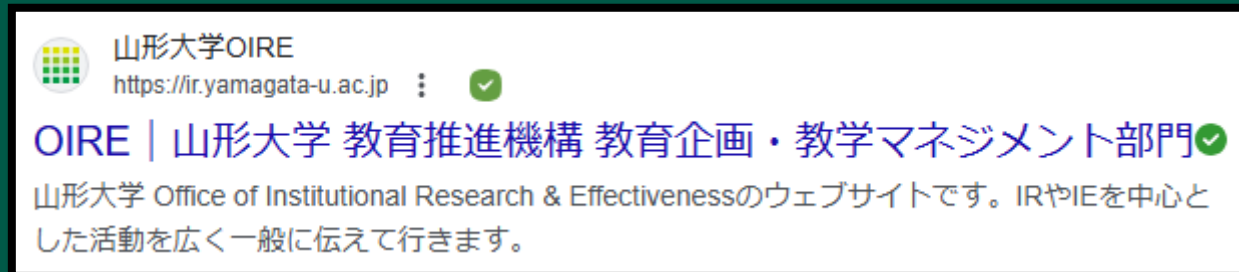 山形大学OIRE
https://ir.yamagata-u.ac.jp
OIRE｜山形大学 教育推進機構 教育企画・教学マネジメント部門
山形大学 Office of Institutional Research & Effectivenessのウェブサイトです。IRやIEを中心と
した活動を広く一般に伝えて行きます。